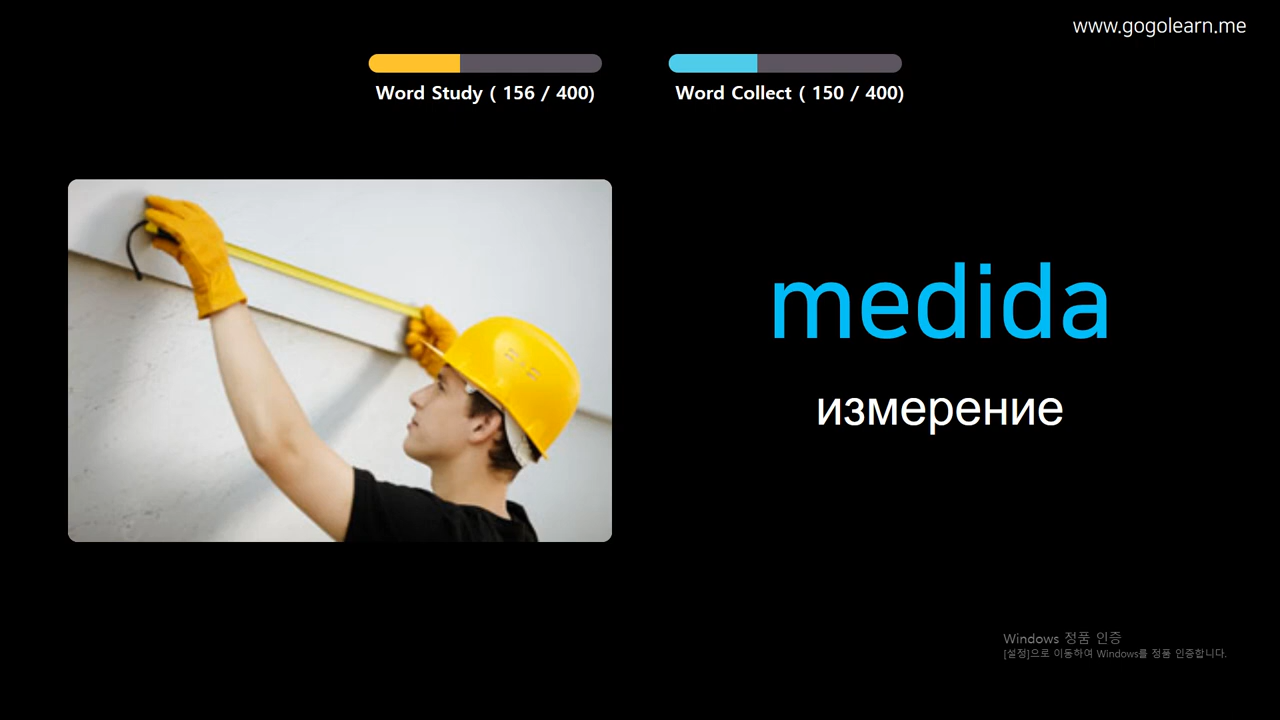 www.gogolearn.me
Word Study ( 156 / 400)
Word Collect ( 150 / 400)
medida
измерение
Windows 정품 인증
[설정]으로 이동하여 Windows를 정품 인증합니다.